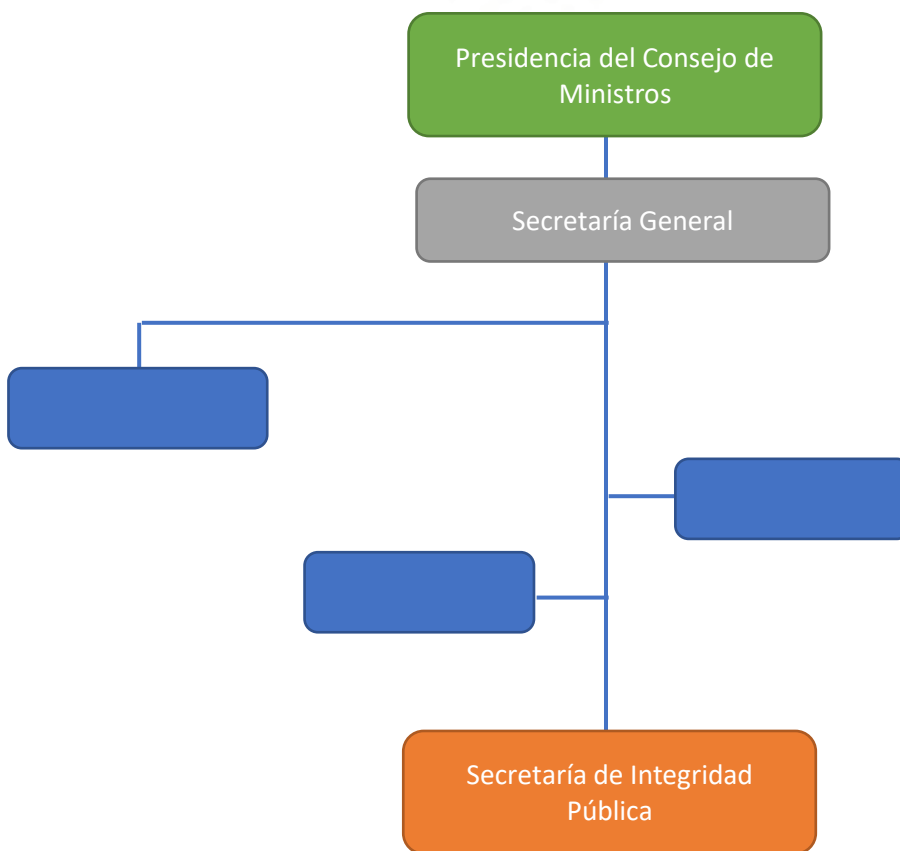 Presidencia del Consejo de
Ministros
Secretaría General
Secretaría de Integridad
Pública